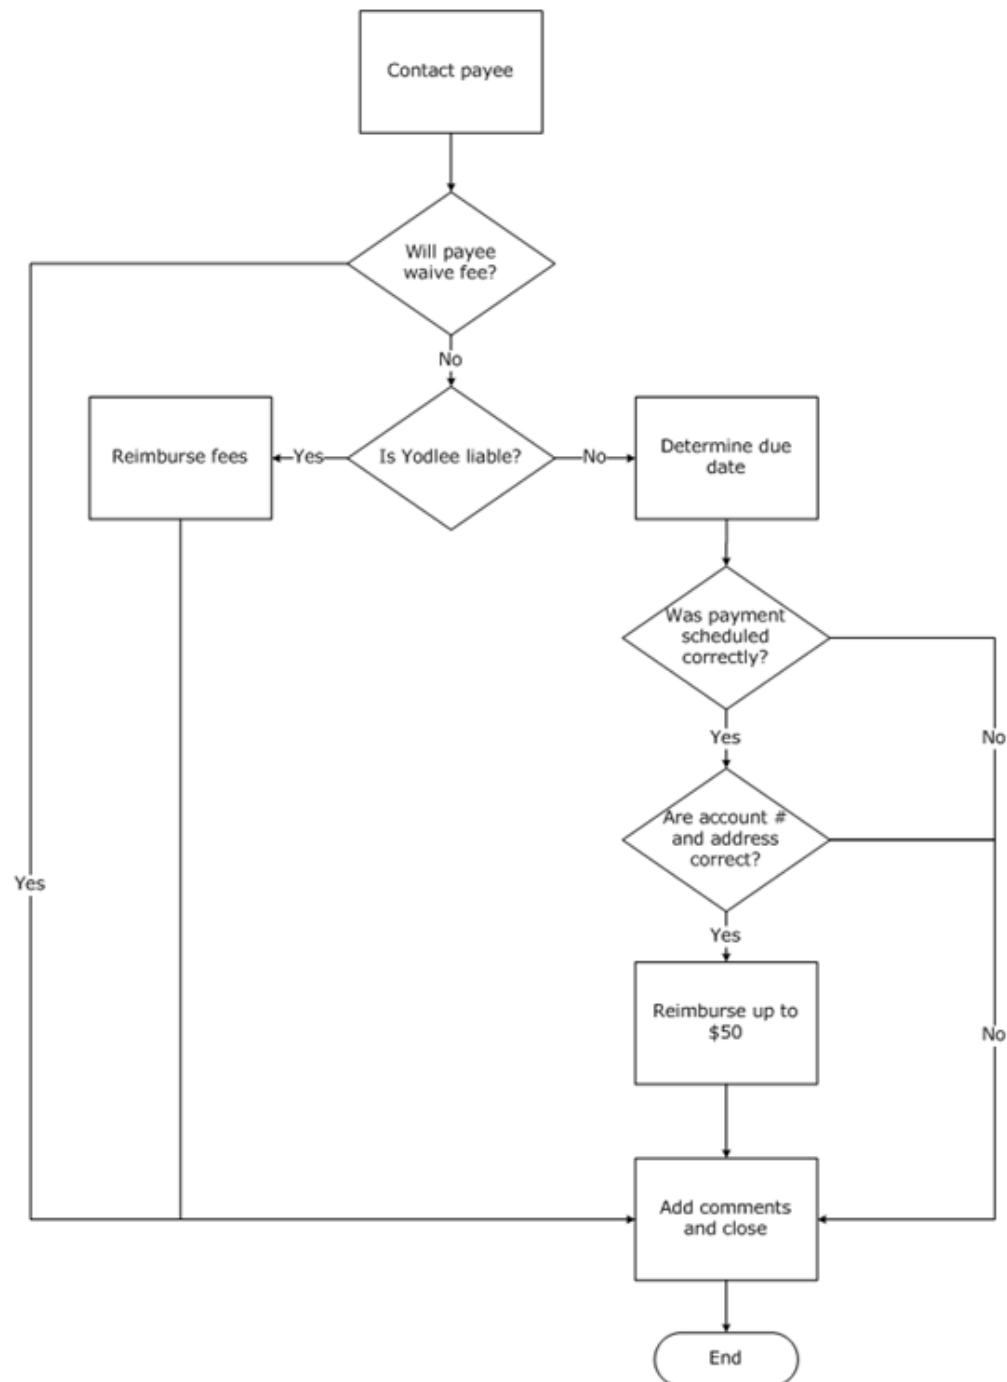 Contact payee
Will payee
waive fee?
No
Reimburse fees
Yes
Is Yodlee liable?
No
Determine due
date
Was payment
scheduled
correctly?
Yes
No
Are account #
and address
correct?
Yes
Yes
Reimburse up to
$50
No
Add comments
and close
End